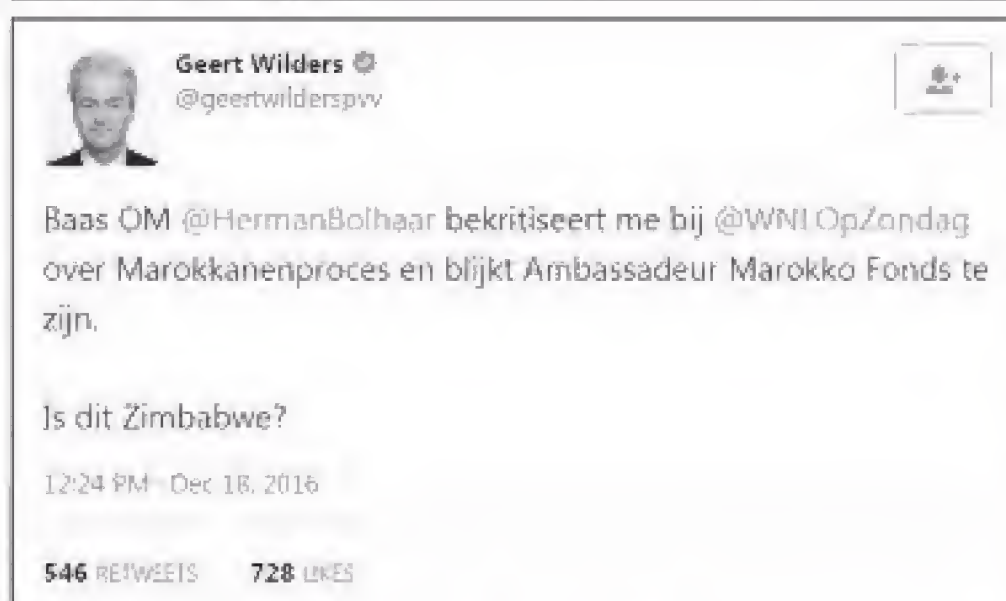 Geert Wilders
@geertwilderspvv
Baas OM @HermanBolhaar bekritiseert me bij @WNLOpZondag
over Marokkanenproces en blijkt Ambassadeur Marokko Fonds te
zijn.
Is dit Zimbabwe?
12:24 PM - Dec 18, 2016
546 RETWEETS 728 LIKES